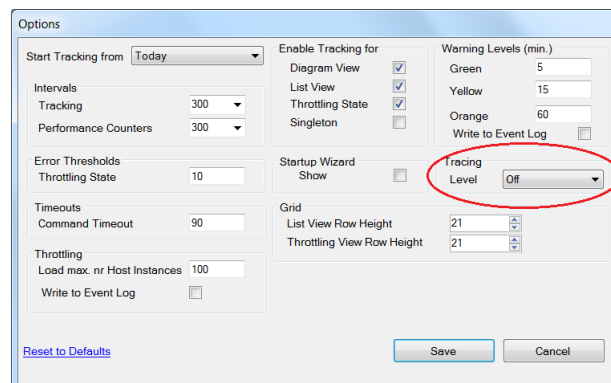 Options
Start Tracking from Today
Intervals
Tracking 300
Performance Counters 300
Error Thresholds
Throttling State 10
Timeouts
Command Timeout 90
Throttling
Load max. nr Host Instances 100
Write to Event Log
Enable Tracking for
Diagram View
List View
Throttling State
Singleton
Warning Levels (min.)
Green 5
Yellow 15
Orange 60
Write to Event Log
Startup Wizard
Show
Tracing
Level Off
Grid
List View Row Height 21
Throttling View Row Height 21
Reset to Defaults
Save
Cancel